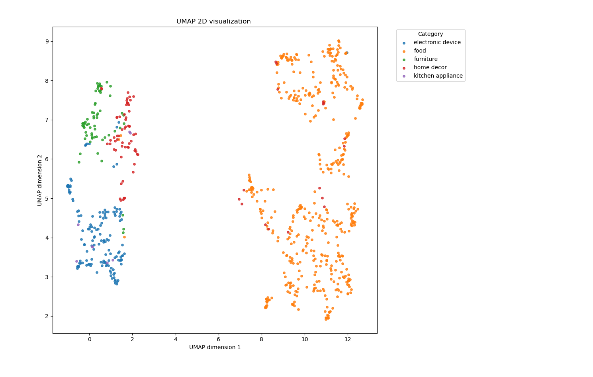 UMAP 2D visualization
Category
electronic device
food
furniture
home decor
kitchen appliance
UMAP dimension 2
9
8
7
6
5
4
3
2
0
2
4
6
8
10
12
UMAP dimension 1